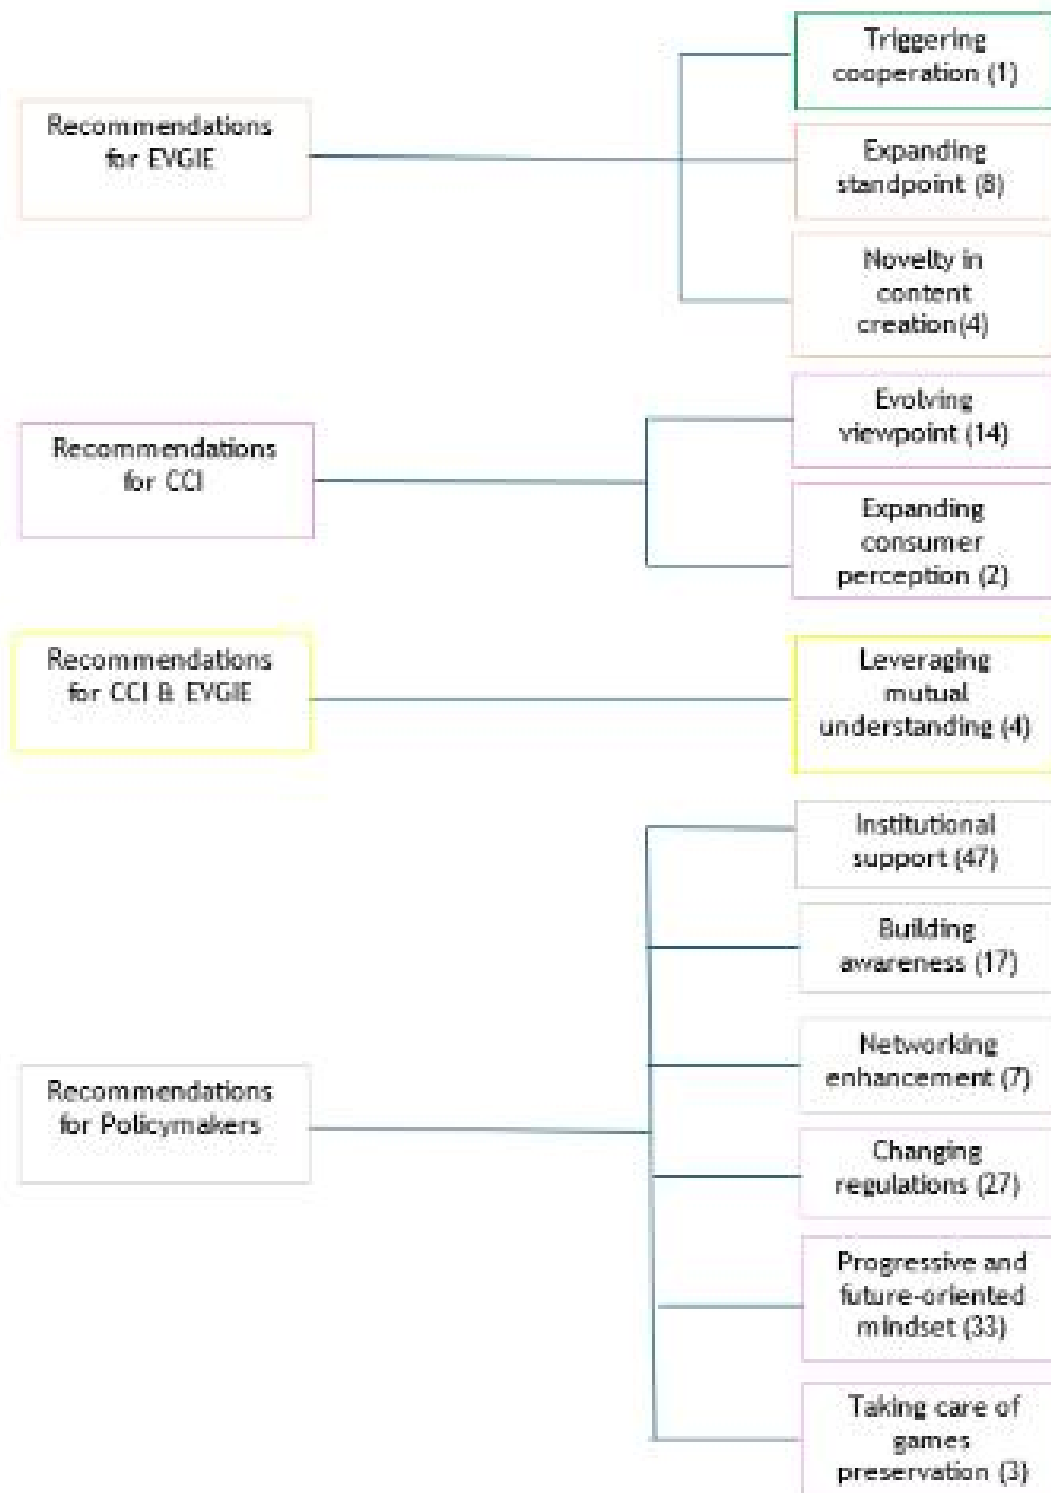 Recommendations
for EVGIE
Triggering
cooperation (1)
Expanding
standpoint (8)
Novelty in
content
creation(4)
Recommendations
for CCI
Evolving
viewpoint (14)
Expanding
consumer
perception (2)
Recommendations
for CCI & EVGIE
Leveraging
mutual
understanding (4)
Recommendations
for Policymakers
Institutional
support (47)
Building
awareness (17)
Networking
enhancement (7)
Changing
regulations (27)
Progressive and
future-oriented
mindset (33)
Taking care of
games
preservation (3)